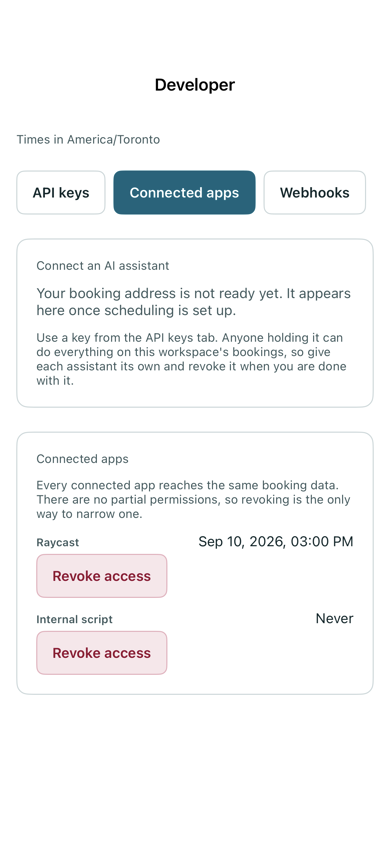 Developer
Times in America/Toronto
API keys
Connected apps
Webhooks
Connect an AI assistant
Your booking address is not ready yet. It appears
here once scheduling is set up.
Use a key from the API keys tab. Anyone holding it can
do everything on this workspace's bookings, so give
each assistant its own and revoke it when you are done
with it.
Connected apps
Every connected app reaches the same booking data.
There are no partial permissions, so revoking is the only
way to narrow one.
Raycast
Sep 10, 2026, 03:00 PM
Revoke access
Internal script
Never
Revoke access